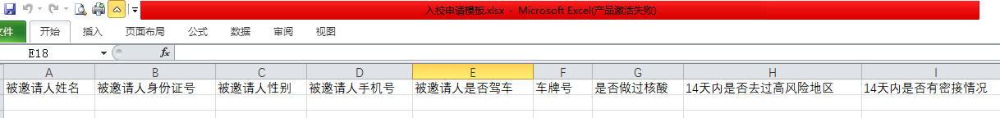 入校申请模板.xlsx - Microsoft Excel(产品激活失败)
文件 开始 插入 页面布局 公式 数据 审阅 视图
E18 fx
A B C D E F G H I
被邀请人姓名 被邀请人身份证号 被邀请人性别 被邀请人手机号 被邀请人是否驾车 车牌号 是否做过核酸 14天内是否去过高风险地区 14天内是否有密接情况